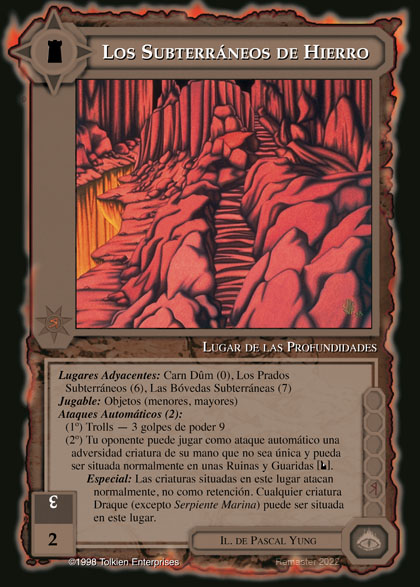 Los Subterráneos de Hierro
Lugar de las Profundidades
Lugares Adyacentes: Carn Dûm (0), Los Prados
Subterráneos (6), Las Bóvedas Subterráneas (7)
Jugable: Objetos (menores, mayores)
Ataques Automáticos (2):
(1º) Trolls — 3 golpes de poder 9
(2º) Tu oponente puede jugar como ataque automático una
adversidad criatura de su mano que no sea única y pueda
ser situada normalmente en unas Ruinas y Guaridas [].
Especial: Las criaturas situadas en este lugar atacan
normalmente, no como retención. Cualquier criatura
Draque (excepto Serpiente Marina) puede ser situada
en este lugar.
2
Il. de Pascal Yung
©1998 Tolkien Enterprises
Remaster 2022